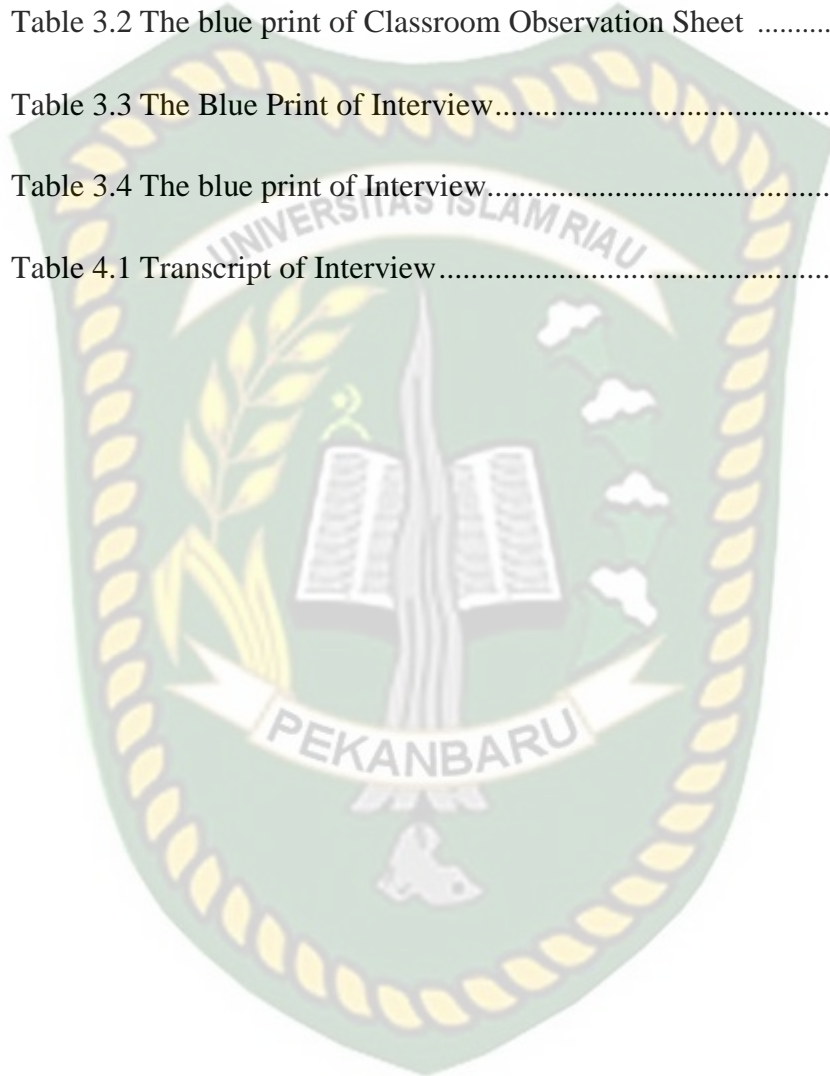 Table 3.2 The blue print of Classroom Observation Sheet ..........
Table 3.3 The Blue Print of Interview..........................................
Table 3.4 The blue print of Interview...........................................
UNIVERSITAS ISLAM RIAU
Table 4.1 Transcript of Interview.................................................
PEKANBARU